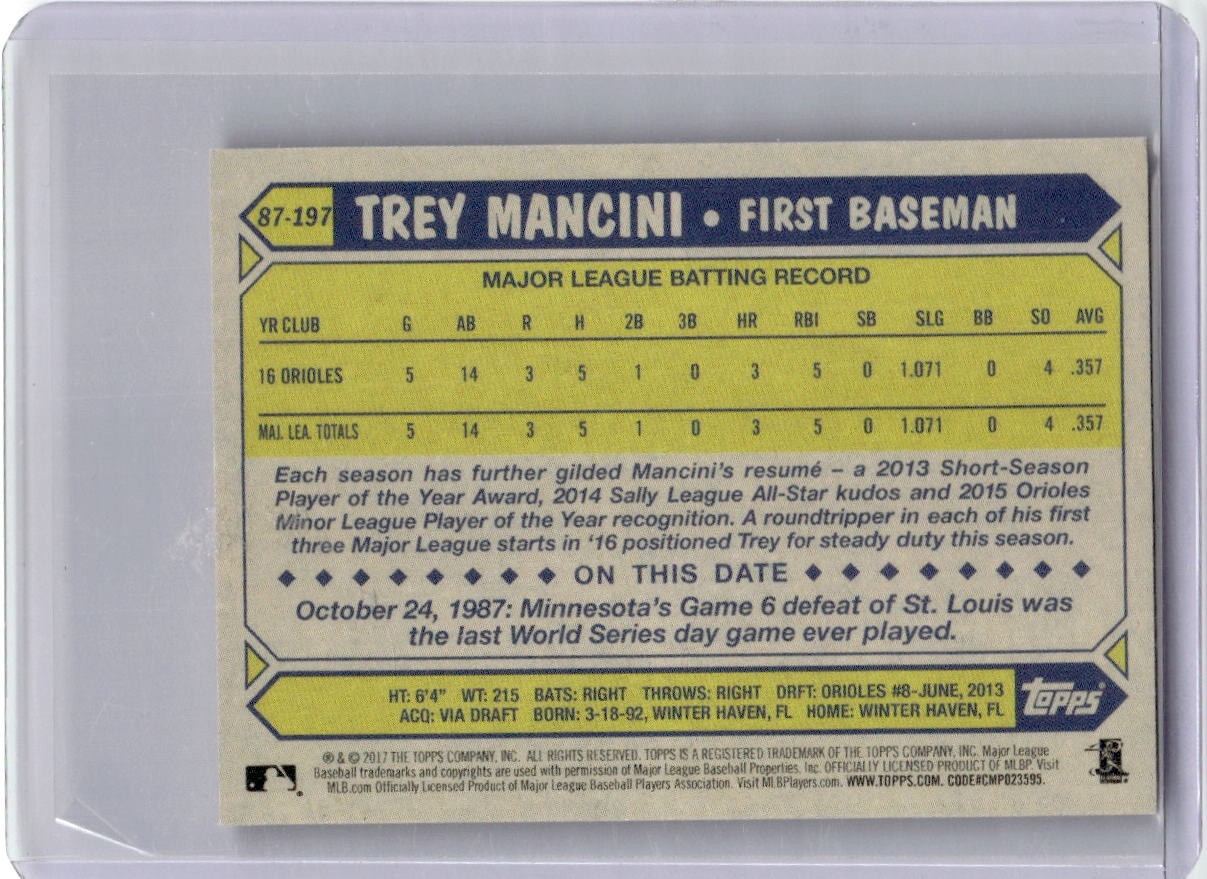 87-197 TREY MANCINI • FIRST BASEMAN
MAJOR LEAGUE BATTING RECORD
YR CLUB G AB R H 2B 3B HR RBI SB SLG BB SO AVG
16 ORIOLES 5 14 3 5 1 0 3 5 0 1.071 0 4 .357
MAJ. LEA. TOTALS 5 14 3 5 1 0 3 5 0 1.071 0 4 .357
Each season has further gilded Mancini's resumé – a 2013 Short-Season
Player of the Year Award, 2014 Sally League All-Star kudos and 2015 Orioles
Minor League Player of the Year recognition. A roundtripper in each of his first
three Major League starts in '16 positioned Trey for steady duty this season.
ON THIS DATE
October 24, 1987: Minnesota's Game 6 defeat of St. Louis was
the last World Series day game ever played.
HT: 6'4" WT: 215 BATS: RIGHT THROWS: RIGHT DRFT: ORIOLES #8-JUNE, 2013
ACQ: VIA DRAFT BORN: 3-18-92, WINTER HAVEN, FL HOME: WINTER HAVEN, FL
topps
® & © 2017 THE TOPPS COMPANY, INC. ALL RIGHTS RESERVED. TOPPS IS A REGISTERED TRADEMARK OF THE TOPPS COMPANY, INC. Major League
Baseball trademarks and copyrights are used with permission of Major League Baseball Properties, Inc. OFFICIALLY LICENSED PRODUCT OF MLBP. Visit
MLB.com Officially Licensed Product of Major League Baseball Players Association. Visit MLBPlayers.com. WWW.TOPPS.COM. CODE#CMP023595.